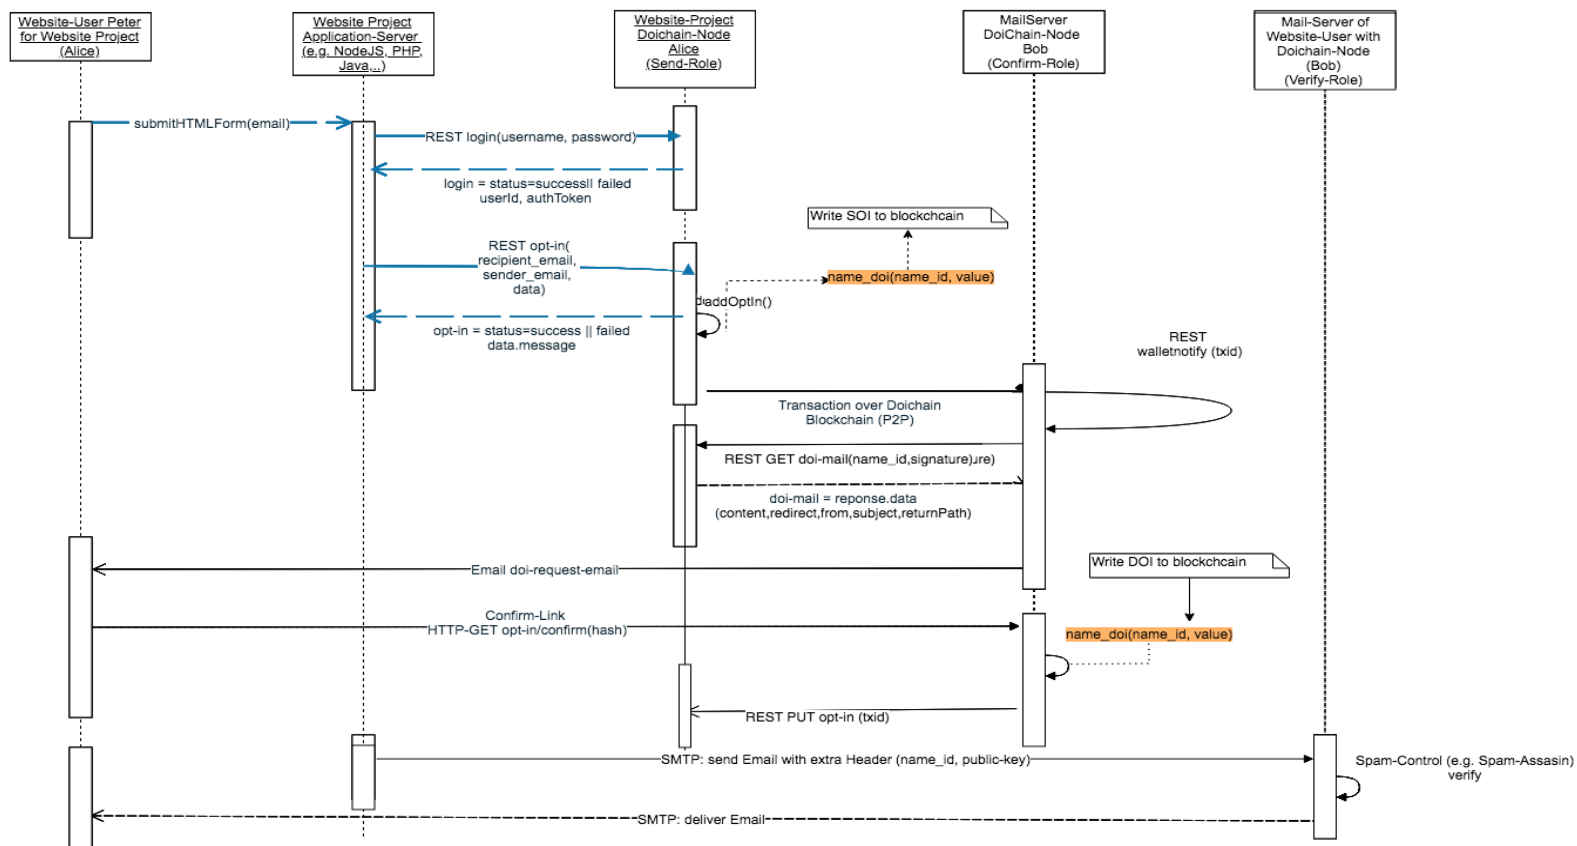 Website-User Peter
for Website Project
(Alice)
Website Project
Application-Server
(e.g. NodeJS, PHP,
Java,..)
Website-Project
Doichain-Node
Alice
(Send-Role)
MailServer
DoiChain-Node
Bob
(Confirm-Role)
Mail-Server of
Website-User with
Doichain-Node
(Bob)
(Verify-Role)
submitHTMLForm(email)
REST login(username, password)
login = status=success|| failed
userId, authToken
Write SOI to blockchcain
REST opt-in(
recipient_email,
sender_email,
data)
name_doi(name_id, value)
addOptIn()
opt-in = status=success || failed
data.message
REST
walletnotify (txid)
Transaction over Doichain
Blockchain (P2P)
REST GET doi-mail(name_id,signature)
doi-mail = reponse.data
(content,redirect,from,subject,returnPath)
Write DOI to blockchcain
Email doi-request-email
Confirm-Link
HTTP-GET opt-in/confirm(hash)
name_doi(name_id, value)
REST PUT opt-in (txid)
SMTP: send Email with extra Header (name_id, public-key)
Spam-Control (e.g. Spam-Assasin)
verify
SMTP: deliver Email